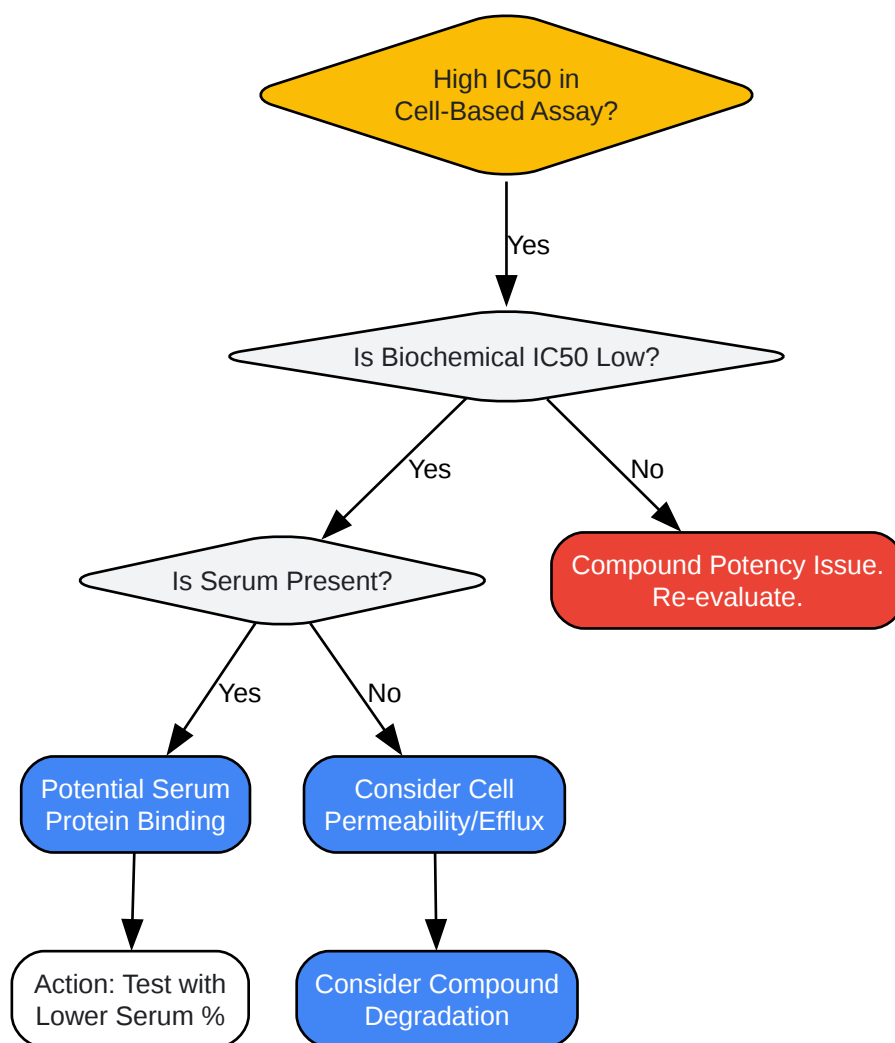 High IC50 in
Cell-Based Assay?
Yes
Is Biochemical IC50 Low?
Yes
No
Is Serum Present?
Compound Potency Issue.
Re-evaluate.
Yes
No
Potential Serum
Protein Binding
Consider Cell
Permeability/Efflux
Action: Test with
Lower Serum %
Consider Compound
Degradation